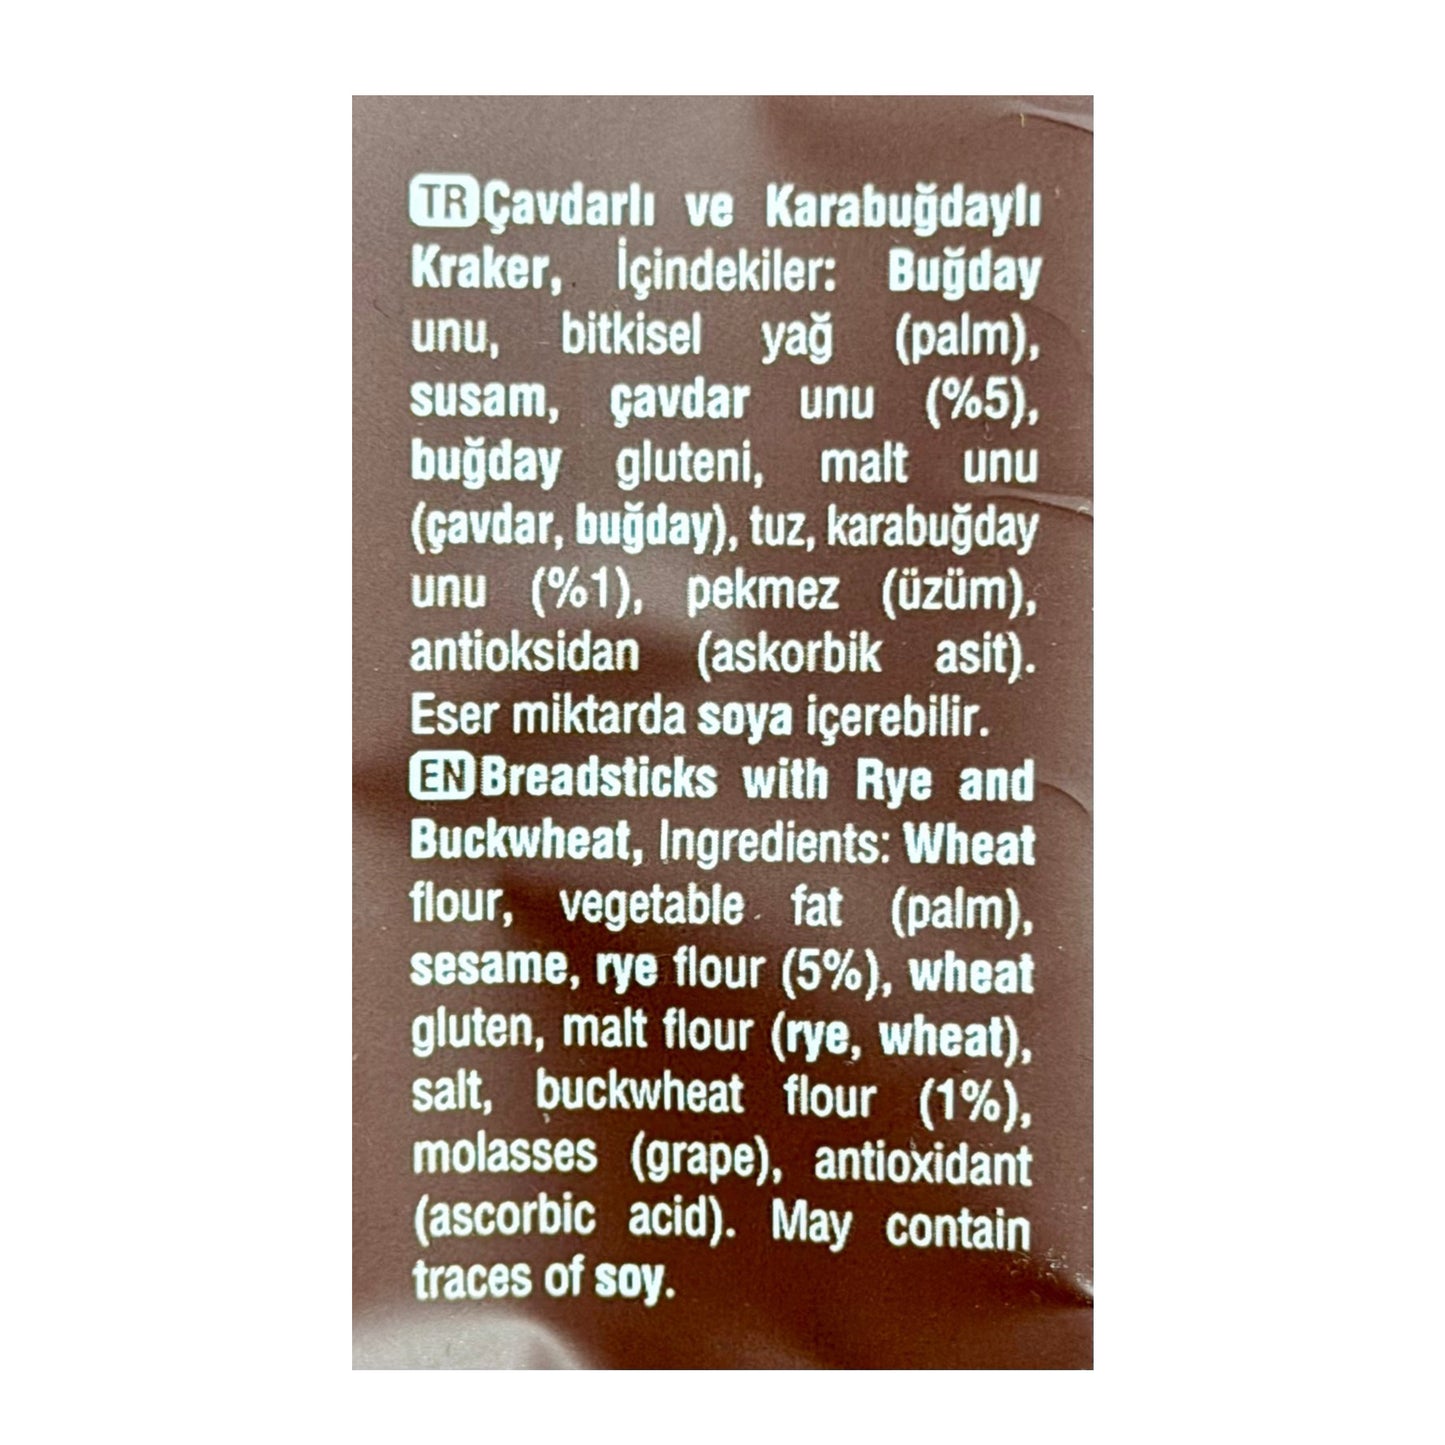 TR Çavdarlı ve Karabuğdaylı
Kraker, İçindekiler: Buğday
unu, bitkisel yağ (palm),
susam, çavdar unu (%5),
buğday gluteni, malt unu
(çavdar, buğday), tuz, karabuğday
unu (%1), pekmez (üzüm),
antioksidan (askorbik asit).
Eser miktarda soya içerebilir.
EN Breadsticks with Rye and
Buckwheat, Ingredients: Wheat
flour, vegetable fat (palm),
sesame, rye flour (5%), wheat
gluten, malt flour (rye, wheat),
salt, buckwheat flour (1%),
molasses (grape), antioxidant
(ascorbic acid). May contain
traces of soy.